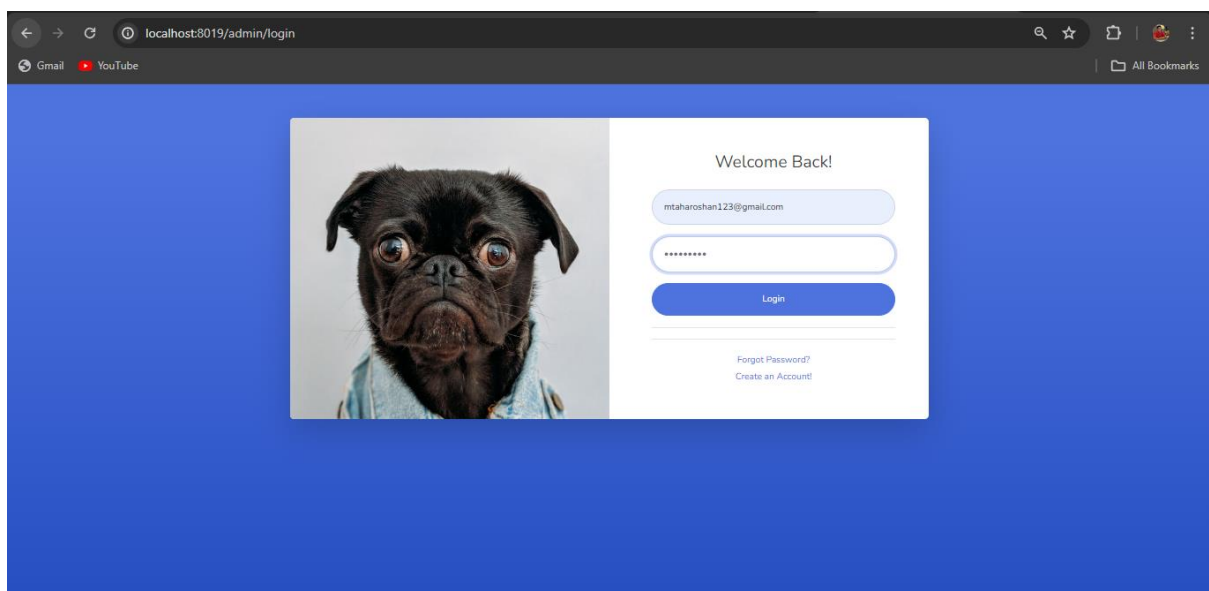 localhost:8019/admin/login
Gmail YouTube All Bookmarks
Welcome Back!
mtaharoshan123@gmail.com
•••••••••
Login
Forgot Password?
Create an Account!